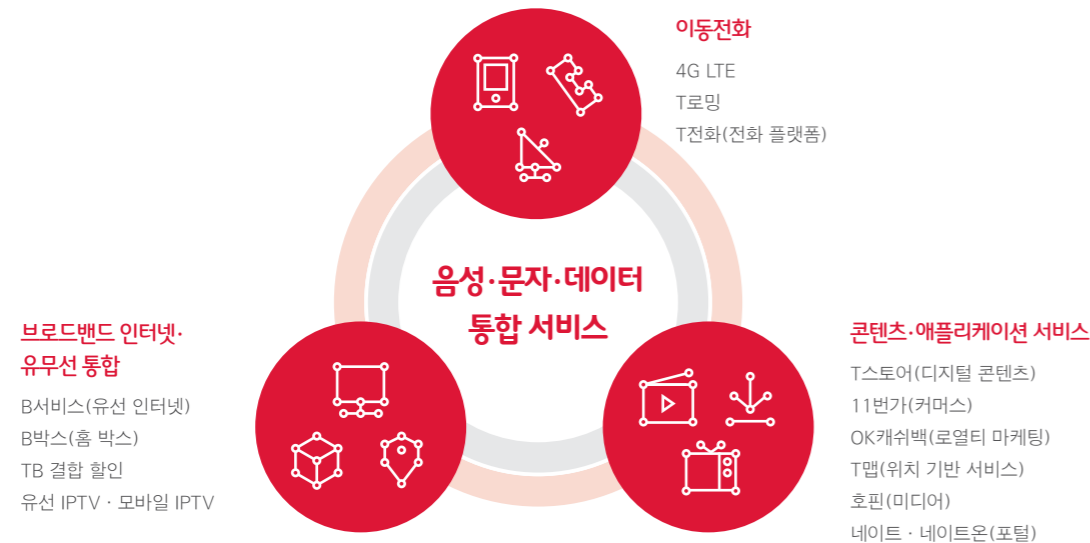 이동전화
4G LTE
T로밍
T전화(전화 플랫폼)
음성·문자·데이터
통합 서비스
브로드밴드 인터넷·
유무선 통합
B서비스(유선 인터넷)
B박스(홈 박스)
TB 결합 할인
유선 IPTV · 모바일 IPTV
콘텐츠·애플리케이션 서비스
T스토어(디지털 콘텐츠)
11번가(커머스)
OK캐쉬백(로열티 마케팅)
T맵(위치 기반 서비스)
호핀(미디어)
네이트 · 네이트온(포털)